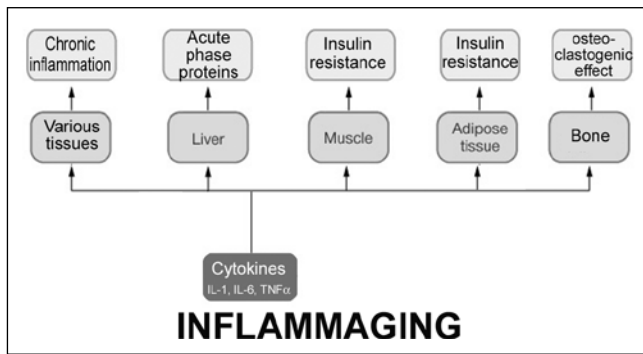 Chronic
inflammation
Acute
phase
proteins
Insulin
resistance
Insulin
resistance
osteo-
clastogenic
effect
Various
tissues
Liver
Muscle
Adipose
tissue
Bone
Cytokines
IL-1, IL-6, TNFα
INFLAMMAGING